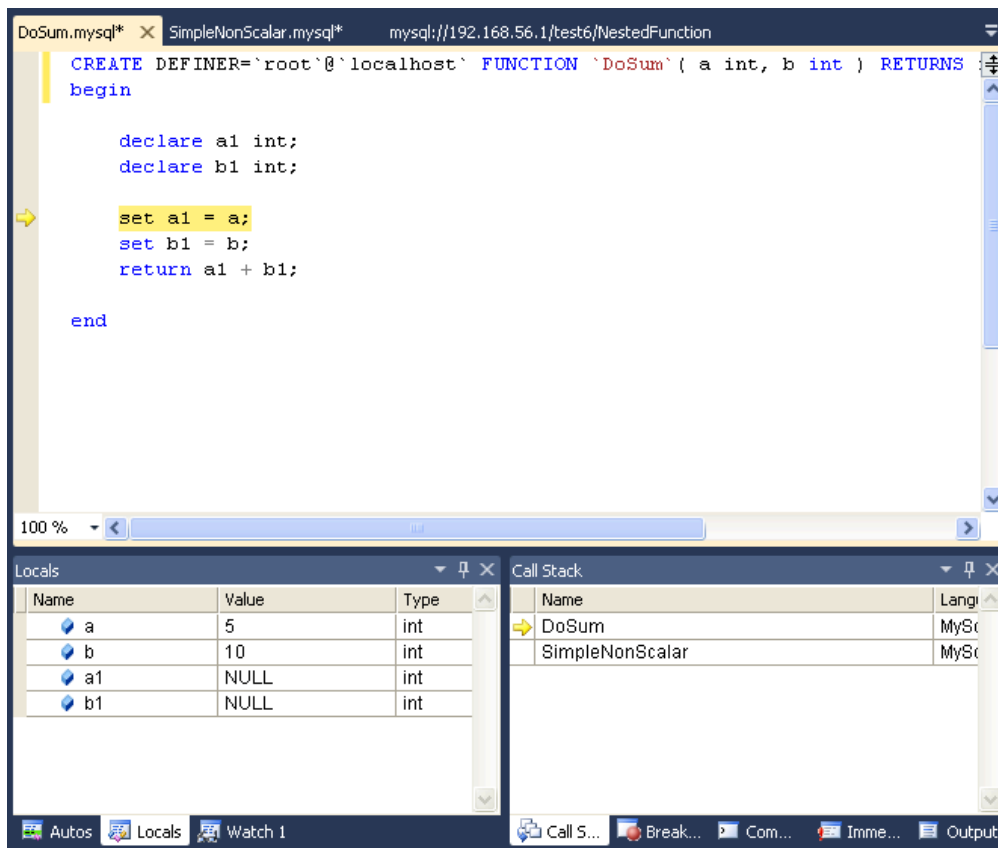 DoSum.mysql* SimpleNonScalar.mysql* mysql://192.168.56.1/test6/NestedFunction
CREATE DEFINER=`root`@`localhost` FUNCTION `DoSum`( a int, b int ) RETURNS
begin
declare a1 int;
declare b1 int;
set a1 = a;
set b1 = b;
return a1 + b1;
end
100 %
Locals
Name Value Type
a 5 int
b 10 int
a1 NULL int
b1 NULL int
Autos Locals Watch 1
Call Stack
Name Langu
DoSum MySq
SimpleNonScalar MySq
Call S... Break... Com... Imme... Output